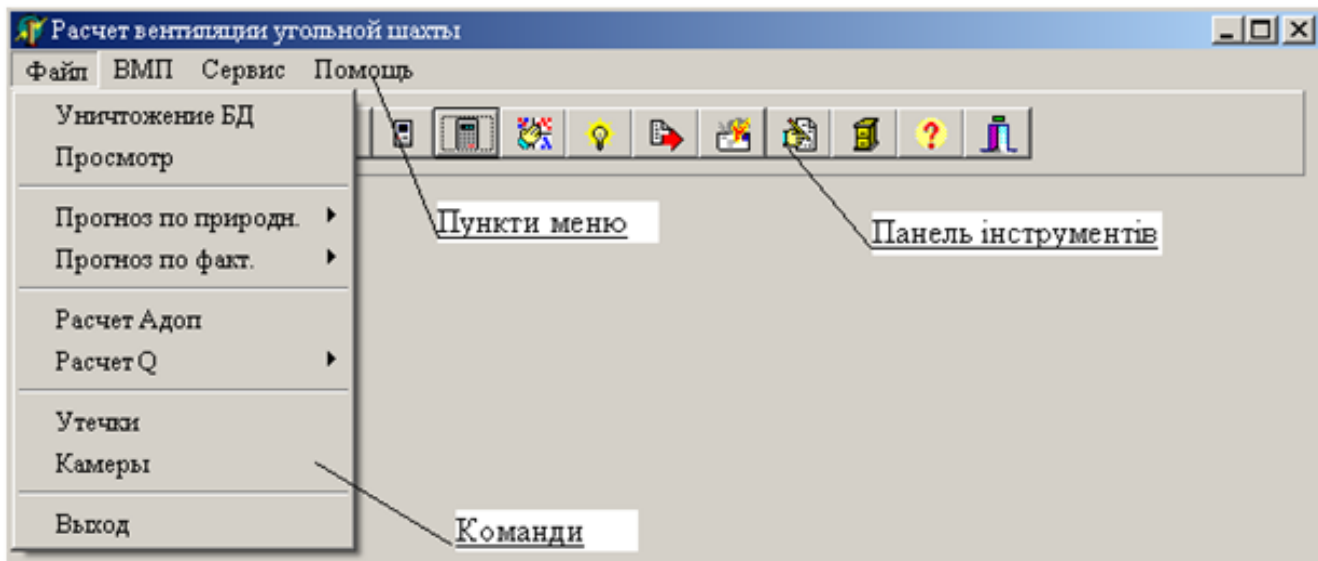 Расчет вентиляции угольной шахты
Файл ВМП Сервис Помощь
Уничтожение БД
Просмотр
Прогноз по природн.
Прогноз по факт.
Расчет Адоп
Расчет Q
Утечки
Камеры
Выход
Пункти меню
Панель інструментів
Команди